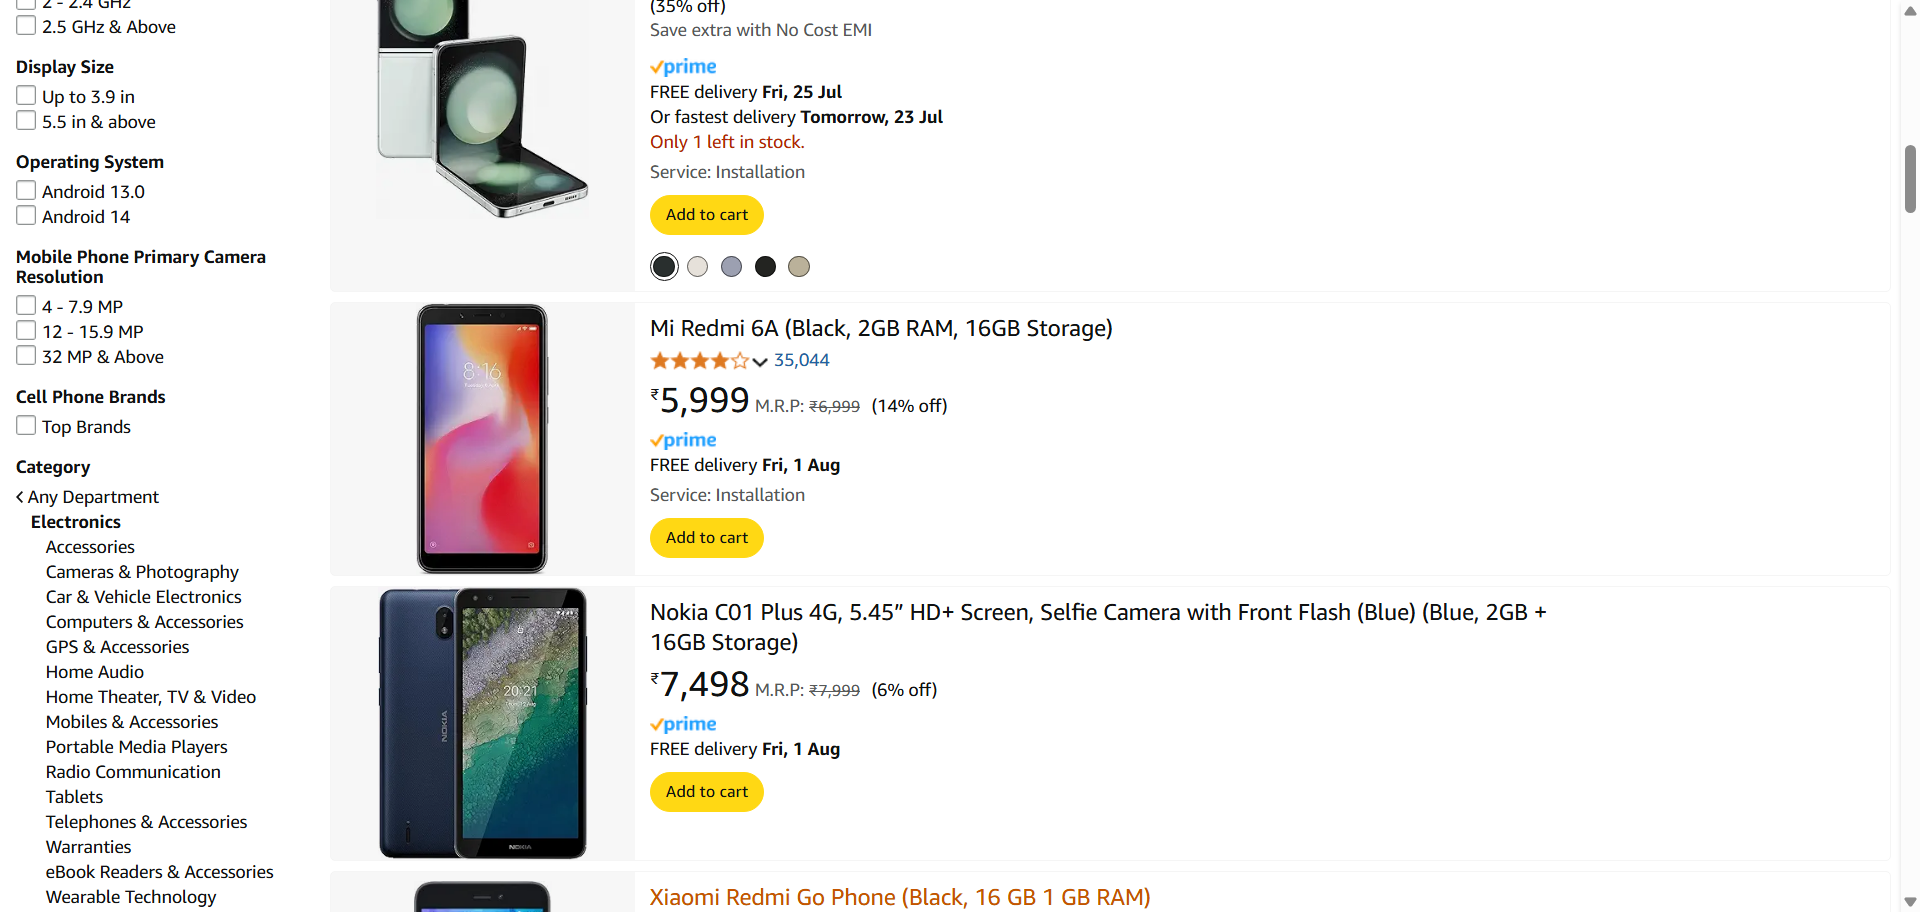 2 - 2.4 GHz
2.5 GHz & Above
Display Size
Up to 3.9 in
5.5 in & above
Operating System
Android 13.0
Android 14
Mobile Phone Primary Camera
Resolution
4 - 7.9 MP
12 - 15.9 MP
32 MP & Above
Cell Phone Brands
Top Brands
Category
Any Department
Electronics
Accessories
Cameras & Photography
Car & Vehicle Electronics
Computers & Accessories
GPS & Accessories
Home Audio
Home Theater, TV & Video
Mobiles & Accessories
Portable Media Players
Radio Communication
Tablets
Telephones & Accessories
Warranties
eBook Readers & Accessories
Wearable Technology
(35% off)
Save extra with No Cost EMI
prime
FREE delivery Fri, 25 Jul
Or fastest delivery Tomorrow, 23 Jul
Only 1 left in stock.
Service: Installation
Add to cart
8:16
Mi Redmi 6A (Black, 2GB RAM, 16GB Storage)
35,044
₹5,999 M.R.P: ₹6,999 (14% off)
prime
FREE delivery Fri, 1 Aug
Service: Installation
Add to cart
NOKIA
20:21
NOKIA
Nokia C01 Plus 4G, 5.45” HD+ Screen, Selfie Camera with Front Flash (Blue) (Blue, 2GB +
16GB Storage)
₹7,498 M.R.P: ₹7,999 (6% off)
prime
FREE delivery Fri, 1 Aug
Add to cart
Xiaomi Redmi Go Phone (Black, 16 GB 1 GB RAM)